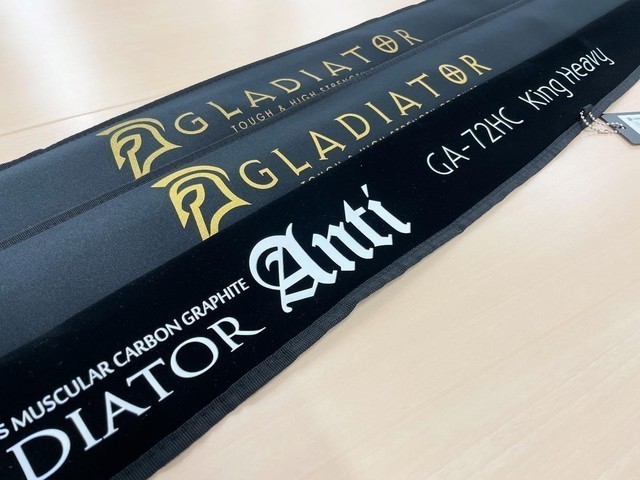 GLADIATOR
TOUGH & HIGH-STRENGTH
GLADIATOR
GA-72HC King Heavy
Anti
MUSCULAR CARBON GRAPHITE
DIATOR